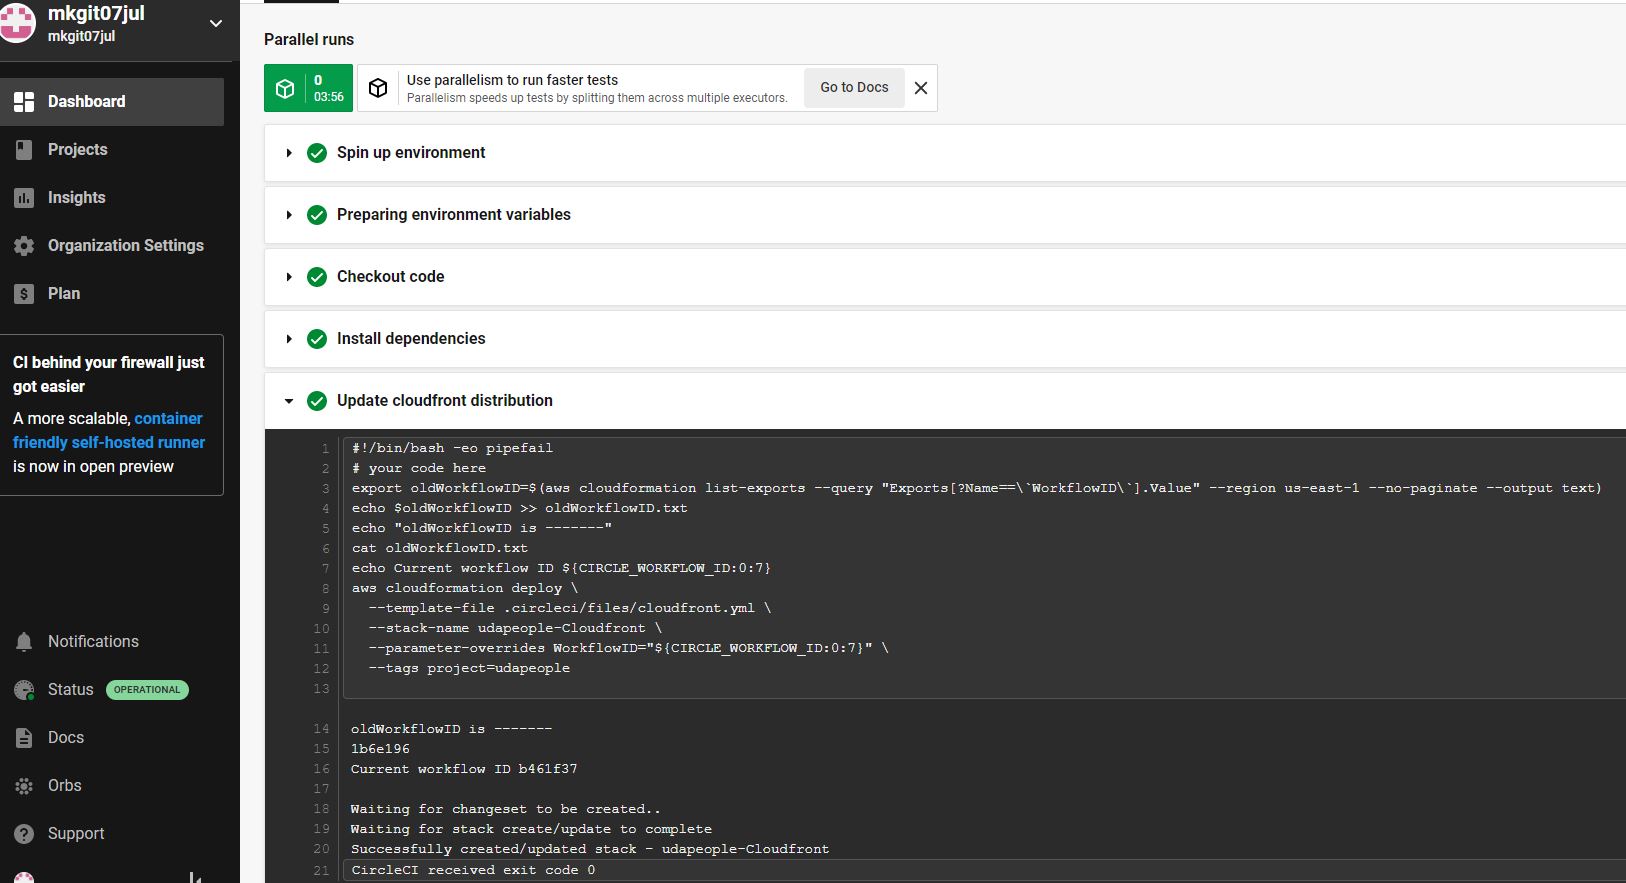 mkgit07jul
mkgit07jul
Dashboard
Projects
Insights
Organization Settings
Plan
CI behind your firewall just
got easier
A more scalable, container
friendly self-hosted runner
is now in open preview
Notifications
Status OPERATIONAL
Docs
Orbs
Support
Parallel runs
0
03:56
Use parallelism to run faster tests
Parallelism speeds up tests by splitting them across multiple executors.
Go to Docs
Spin up environment
Preparing environment variables
Checkout code
Install dependencies
Update cloudfront distribution
1 #!/bin/bash -eo pipefail
2 # your code here
3 export oldWorkflowID=$(aws cloudformation list-exports --query "Exports[?Name==\`WorkflowID\`].Value" --region us-east-1 --no-paginate --output text)
4 echo $oldWorkflowID >> oldWorkflowID.txt
5 echo "oldWorkflowID is -------"
6 cat oldWorkflowID.txt
7 echo Current workflow ID ${CIRCLE_WORKFLOW_ID:0:7}
8 aws cloudformation deploy \
9 --template-file .circleci/files/cloudfront.yml \
10 --stack-name udapeople-Cloudfront \
11 --parameter-overrides WorkflowID="${CIRCLE_WORKFLOW_ID:0:7}" \
12 --tags project=udapeople
13
14 oldWorkflowID is -------
15 1b6e196
16 Current workflow ID b461f37
17
18 Waiting for changeset to be created..
19 Waiting for stack create/update to complete
20 Successfully created/updated stack - udapeople-Cloudfront
21 CircleCI received exit code 0